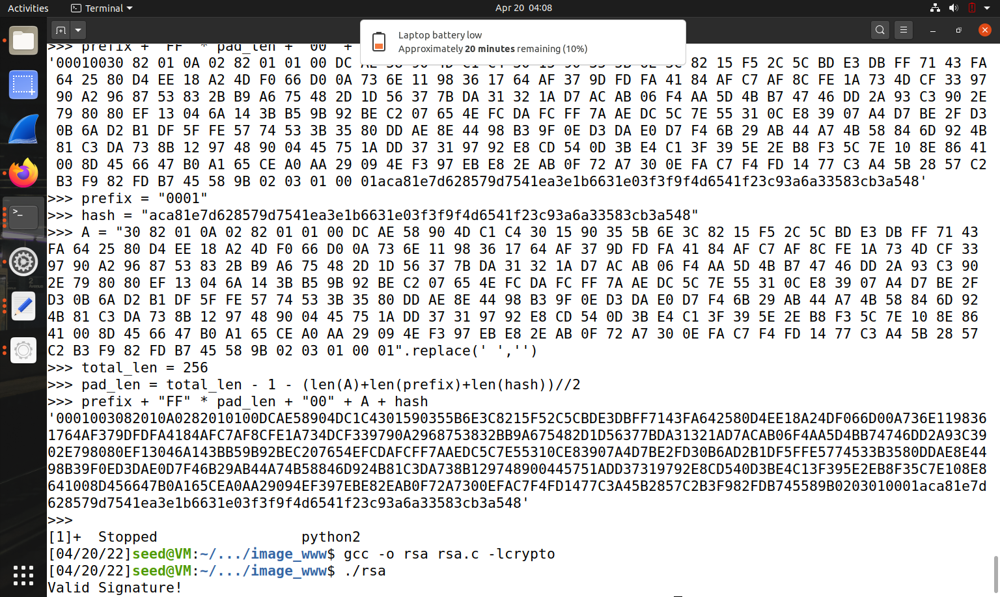 Activities
Terminal
Apr 20 04:08
Laptop battery low
Approximately 20 minutes remaining (10%)
>>> prefix + "FF" * pad_len + "00" +
'00010030 82 01 0A 02 82 01 01 00 DC AE 58 90 4D C1 C4 30 15 90 35 5B 6E 3C 82 15 F5 2C 5C BD E3 DB FF 71 43 FA
64 25 80 D4 EE 18 A2 4D F0 66 D0 0A 73 6E 11 98 36 17 64 AF 37 9D FD FA 41 84 AF C7 AF 8C FE 1A 73 4D CF 33 97
90 A2 96 87 53 83 2B B9 A6 75 48 2D 1D 56 37 7B DA 31 32 1A D7 AC AB 06 F4 AA 5D 4B B7 47 46 DD 2A 93 C3 90 2E
79 80 80 EF 13 04 6A 14 3B B5 9B 92 BE C2 07 65 4E FC DA FC FF 7A AE DC 5C 7E 55 31 0C E8 39 07 A4 D7 BE 2F D3
0B 6A D2 B1 DF 5F FE 57 74 53 3B 35 80 DD AE 8E 44 98 B3 9F 0E D3 DA E0 D7 F4 6B 29 AB 44 A7 4B 58 84 6D 92 4B
81 C3 DA 73 8B 12 97 48 90 04 45 75 1A DD 37 31 97 92 E8 CD 54 0D 3B E4 C1 3F 39 5E 2E B8 F3 5C 7E 10 8E 86 41
00 8D 45 66 47 B0 A1 65 CE A0 AA 29 09 4E F3 97 EB E8 2E AB 0F 72 A7 30 0E FA C7 F4 FD 14 77 C3 A4 5B 28 57 C2
B3 F9 82 FD B7 45 58 9B 02 03 01 00 01aca81e7d628579d7541ea3e1b6631e03f3f9f4d6541f23c93a6a33583cb3a548'
>>> prefix = "0001"
>>> hash = "aca81e7d628579d7541ea3e1b6631e03f3f9f4d6541f23c93a6a33583cb3a548"
>>> A = "30 82 01 0A 02 82 01 01 00 DC AE 58 90 4D C1 C4 30 15 90 35 5B 6E 3C 82 15 F5 2C 5C BD E3 DB FF 71 43
FA 64 25 80 D4 EE 18 A2 4D F0 66 D0 0A 73 6E 11 98 36 17 64 AF 37 9D FD FA 41 84 AF C7 AF 8C FE 1A 73 4D CF 33
97 90 A2 96 87 53 83 2B B9 A6 75 48 2D 1D 56 37 7B DA 31 32 1A D7 AC AB 06 F4 AA 5D 4B B7 47 46 DD 2A 93 C3 90
2E 79 80 80 EF 13 04 6A 14 3B B5 9B 92 BE C2 07 65 4E FC DA FC FF 7A AE DC 5C 7E 55 31 0C E8 39 07 A4 D7 BE 2F
D3 0B 6A D2 B1 DF 5F FE 57 74 53 3B 35 80 DD AE 8E 44 98 B3 9F 0E D3 DA E0 D7 F4 6B 29 AB 44 A7 4B 58 84 6D 92
4B 81 C3 DA 73 8B 12 97 48 90 04 45 75 1A DD 37 31 97 92 E8 CD 54 0D 3B E4 C1 3F 39 5E 2E B8 F3 5C 7E 10 8E 86
41 00 8D 45 66 47 B0 A1 65 CE A0 AA 29 09 4E F3 97 EB E8 2E AB 0F 72 A7 30 0E FA C7 F4 FD 14 77 C3 A4 5B 28 57
C2 B3 F9 82 FD B7 45 58 9B 02 03 01 00 01".replace(' ','')
>>> total_len = 256
>>> pad_len = total_len - 1 - (len(A)+len(prefix)+len(hash))//2
>>> prefix + "FF" * pad_len + "00" + A + hash
'0001003082010A0282010100DCAE58904DC1C4301590355B6E3C8215F52C5CBDE3DBFF7143FA642580D4EE18A24DF066D00A736E119836
1764AF379DFDFA4184AFC7AF8CFE1A734DCF339790A2968753832BB9A675482D1D56377BDA31321AD7ACAB06F4AA5D4BB74746DD2A93C39
02E798080EF13046A143BB59B92BEC207654EFCDAFCFF7AAEDC5C7E55310CE83907A4D7BE2FD30B6AD2B1DF5FFE5774533B3580DDAE8E44
98B39F0ED3DAE0D7F46B29AB44A74B58846D924B81C3DA738B129748900445751ADD37319792E8CD540D3BE4C13F395E2EB8F35C7E108E8
641008D456647B0A165CEA0AA29094EF397EBE82EAB0F72A7300EFAC7F4FD1477C3A45B2857C2B3F982FDB745589B0203010001aca81e7d
628579d7541ea3e1b6631e03f3f9f4d6541f23c93a6a33583cb3a548'
>>>
[1]+  Stopped                 python2
[04/20/22]seed@VM:~/.../image_www$ gcc -o rsa rsa.c -lcrypto
[04/20/22]seed@VM:~/.../image_www$ ./rsa
Valid Signature!